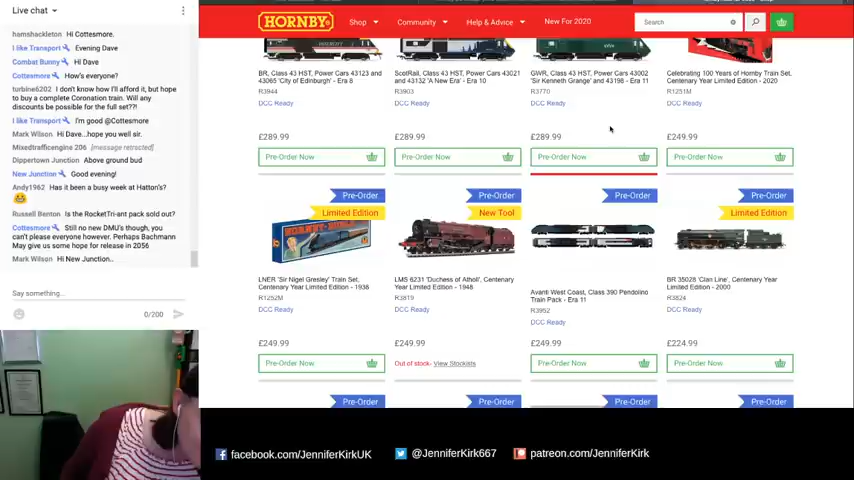 Live chat
hamshackleton Hi Cottesmore.
I like Transport Evening Dave
Combat Bunny Hi Dave
Cottesmore How's everyone?
turbine6202 I don't know how I'll afford it, but hope
to buy a complete Coronation train. Will any
discounts be possible for the full set??!
I like Transport I'm good @Cottesmore
Mark Wilson Hi Dave...hope you well sir.
Mixedtrafficengine 206 [message retracted]
Dippertown Junction Above ground bud
New Junction Good evening!
Andy1962 Has it been a busy week at Hatton's?
Russell Benton Is the RocketTri-ant pack sold out?
Cottesmore Still no new DMU's though, you
can't please everyone however. Perhaps Bachmann
May give us some hope for release in 2056
Mark Wilson Hi New Junction..
Say something...
0/200
HORNBY
Shop
Community
Help & Advice
New For 2020
Search
BR, Class 43 HST, Power Cars 43123 and
43065 'City of Edinburgh' - Era 8
R3944
DCC Ready
£289.99
Pre-Order Now
ScotRail, Class 43 HST, Power Cars 43021
and 43132 'A New Era' - Era 10
R3903
DCC Ready
£289.99
Pre-Order Now
GWR, Class 43 HST, Power Cars 43002
'Sir Kenneth Grange' and 43198 - Era 11
R3770
DCC Ready
£289.99
Pre-Order Now
Celebrating 100 Years of Hornby Train Set,
Centenary Year Limited Edition - 2020
R1251M
DCC Ready
£249.99
Pre-Order Now
Pre-Order
Limited Edition
LNER 'Sir Nigel Gresley' Train Set,
Centenary Year Limited Edition - 1936
R1252M
DCC Ready
£249.99
Pre-Order Now
Pre-Order
New Tool
LMS 6231 'Duchess of Atholl', Centenary
Year Limited Edition - 1948
R3819
DCC Ready
£249.99
Out of stock- View Stockists
Pre-Order
Avanti West Coast, Class 390 Pendolino
Train Pack - Era 11
R3952
DCC Ready
£249.99
Pre-Order Now
Pre-Order
Limited Edition
BR 35028 'Clan Line', Centenary Year
Limited Edition - 2000
R3824
DCC Ready
£224.99
Pre-Order Now
Pre-Order
Pre-Order
Pre-Order
Pre-Order
facebook.com/JenniferKirkUK
@JenniferKirk667
patreon.com/JenniferKirk